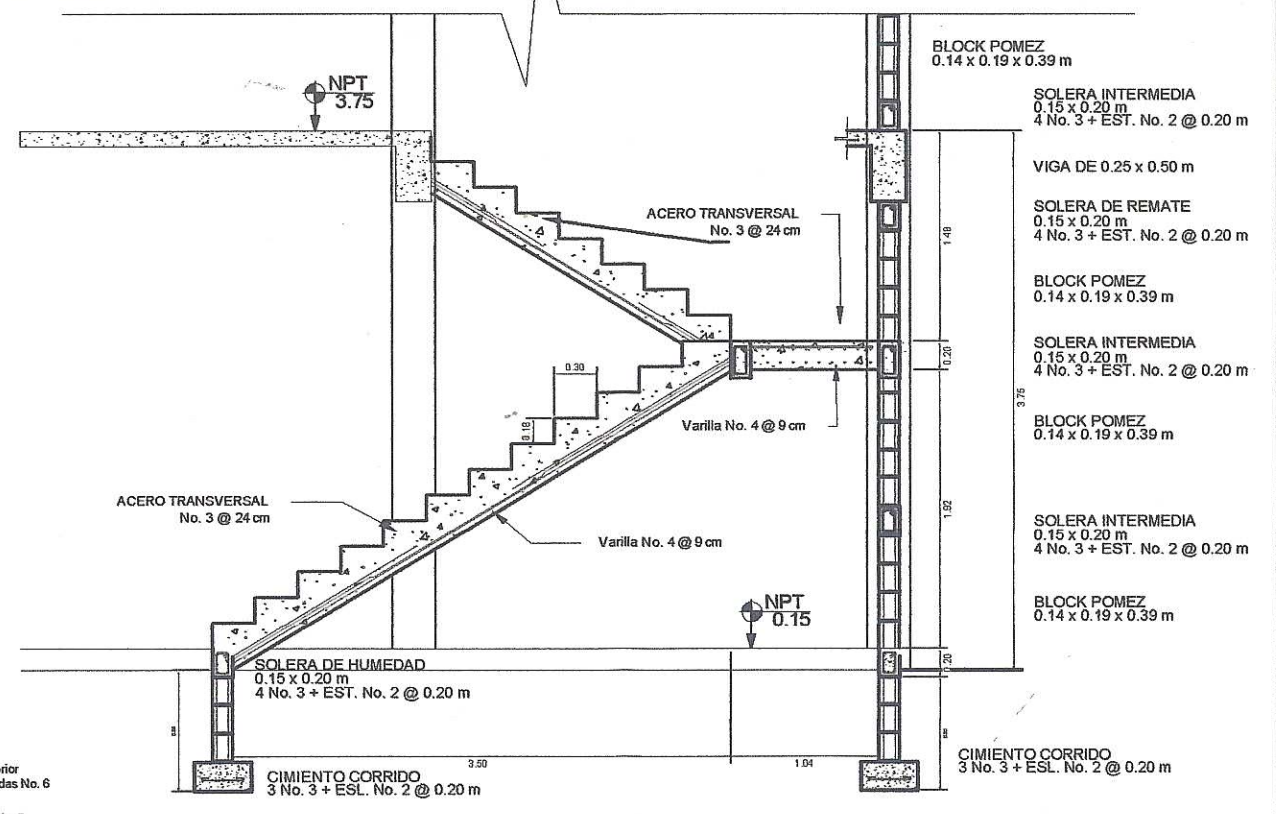 BLOCK POMEZ
0.14 x 0.19 x 0.39 m
NPT
3.75
SOLERA INTERMEDIA
0.15 x 0.20 m
4 No. 3 + EST. No. 2 @ 0.20 m
VIGA DE 0.25 x 0.50 m
ACERO TRANSVERSAL
No. 3 @ 24 cm
SOLERA DE REMATE
0.15 x 0.20 m
4 No. 3 + EST. No. 2 @ 0.20 m
1.49
BLOCK POMEZ
0.14 x 0.19 x 0.39 m
SOLERA INTERMEDIA
0.15 x 0.20 m
4 No. 3 + EST. No. 2 @ 0.20 m
0.20
0.30
3.75
0.18
Varilla No. 4 @ 9 cm
BLOCK POMEZ
0.14 x 0.19 x 0.39 m
ACERO TRANSVERSAL
No. 3 @ 24 cm
1.92
Varilla No. 4 @ 9 cm
SOLERA INTERMEDIA
0.15 x 0.20 m
4 No. 3 + EST. No. 2 @ 0.20 m
NPT
0.15
BLOCK POMEZ
0.14 x 0.19 x 0.39 m
0.20
SOLERA DE HUMEDAD
0.15 x 0.20 m
4 No. 3 + EST. No. 2 @ 0.20 m
3.50
1.04
rior
das No. 6
CIMIENTO CORRIDO
3 No. 3 + ESL. No. 2 @ 0.20 m
CIMIENTO CORRIDO
3 No. 3 + ESL. No. 2 @ 0.20 m